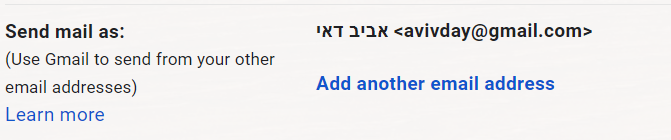 Send mail as:
(Use Gmail to send from your other
email addresses)
Learn more
אביב דאי <avivday@gmail.com>
Add another email address